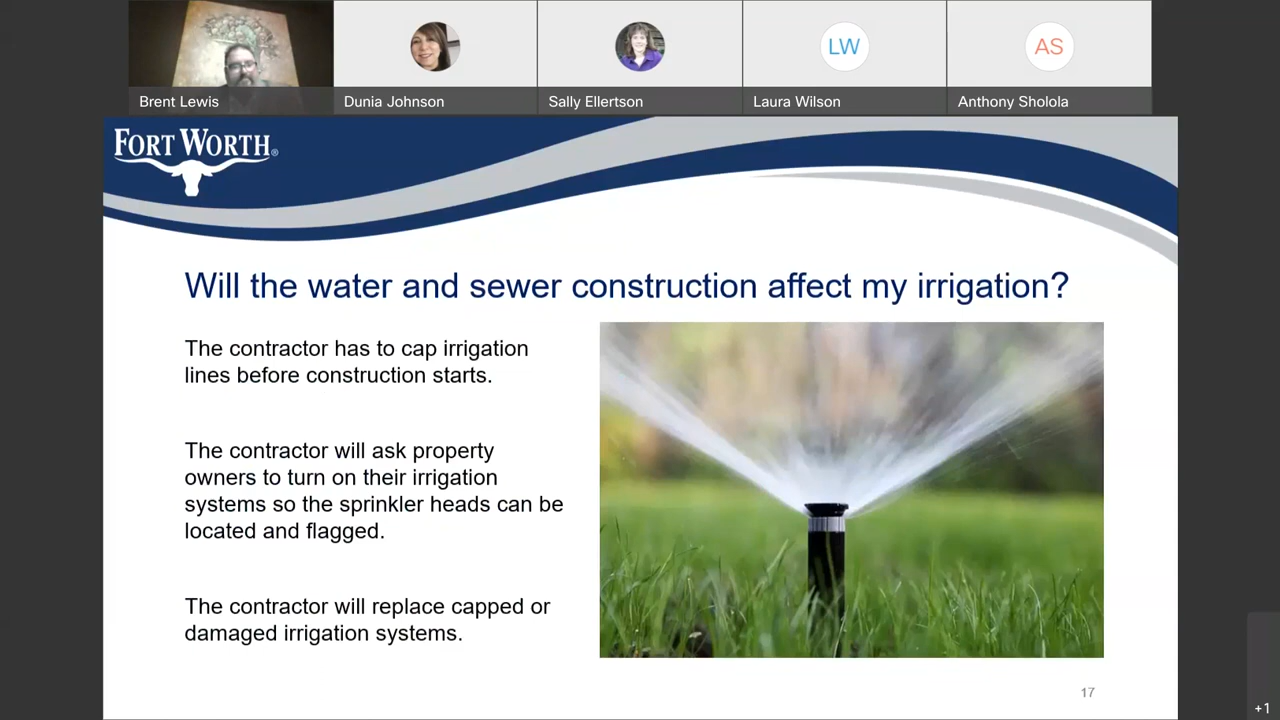 Brent Lewis
Dunia Johnson
Sally Ellertson
LW
Laura Wilson
AS
Anthony Sholola
FORT WORTH®
Will the water and sewer construction affect my irrigation?
The contractor has to cap irrigation
lines before construction starts.
The contractor will ask property
owners to turn on their irrigation
systems so the sprinkler heads can be
located and flagged.
The contractor will replace capped or
damaged irrigation systems.
17
+1